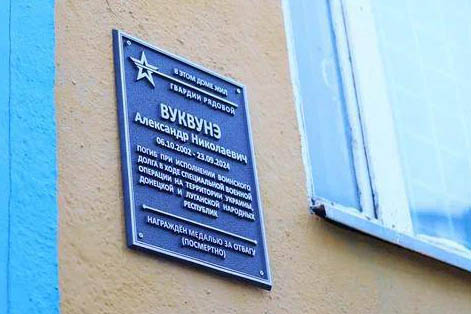 В ЭТОМ ДОМЕ ЖИЛ
ГВАРДИИ РЯДОВОЙ
ВУКВУНЭ
Александр Николаевич
06.10.2002 - 23.09.2024
ПОГИБ ПРИ ИСПОЛНЕНИИ ВОИНСКОГО
ДОЛГА В ХОДЕ СПЕЦИАЛЬНОЙ ВОЕННОЙ
ОПЕРАЦИИ НА ТЕРРИТОРИИ УКРАИНЫ
ДОНЕЦКОЙ И ЛУГАНСКОЙ НАРОДНЫХ
РЕСПУБЛИК
НАГРАЖДЁН МЕДАЛЬЮ ЗА ОТВАГУ
(ПОСМЕРТНО)